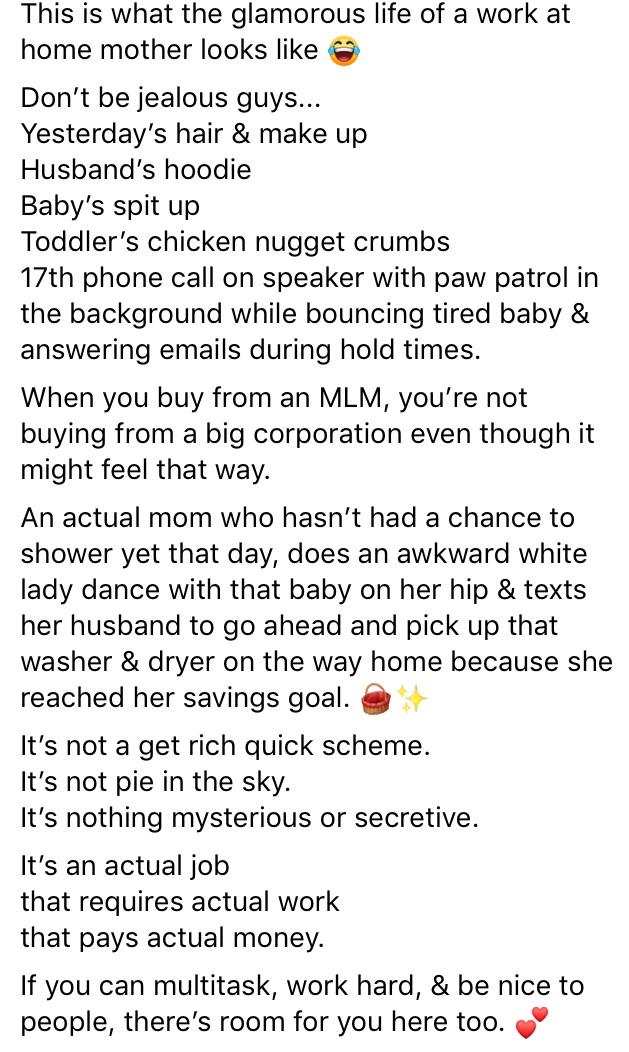 This is what the glamorous life of a work at
home mother looks like 😂
Don’t be jealous guys...
Yesterday’s hair & make up
Husband’s hoodie
Baby’s spit up
Toddler’s chicken nugget crumbs
17th phone call on speaker with paw patrol in
the background while bouncing tired baby &
answering emails during hold times.
When you buy from an MLM, you’re not
buying from a big corporation even though it
might feel that way.
An actual mom who hasn’t had a chance to
shower yet that day, does an awkward white
lady dance with that baby on her hip & texts
her husband to go ahead and pick up that
washer & dryer on the way home because she
reached her savings goal. 🧺✨
It’s not a get rich quick scheme.
It’s not pie in the sky.
It’s nothing mysterious or secretive.
It’s an actual job
that requires actual work
that pays actual money.
If you can multitask, work hard, & be nice to
people, there’s room for you here too. 💕